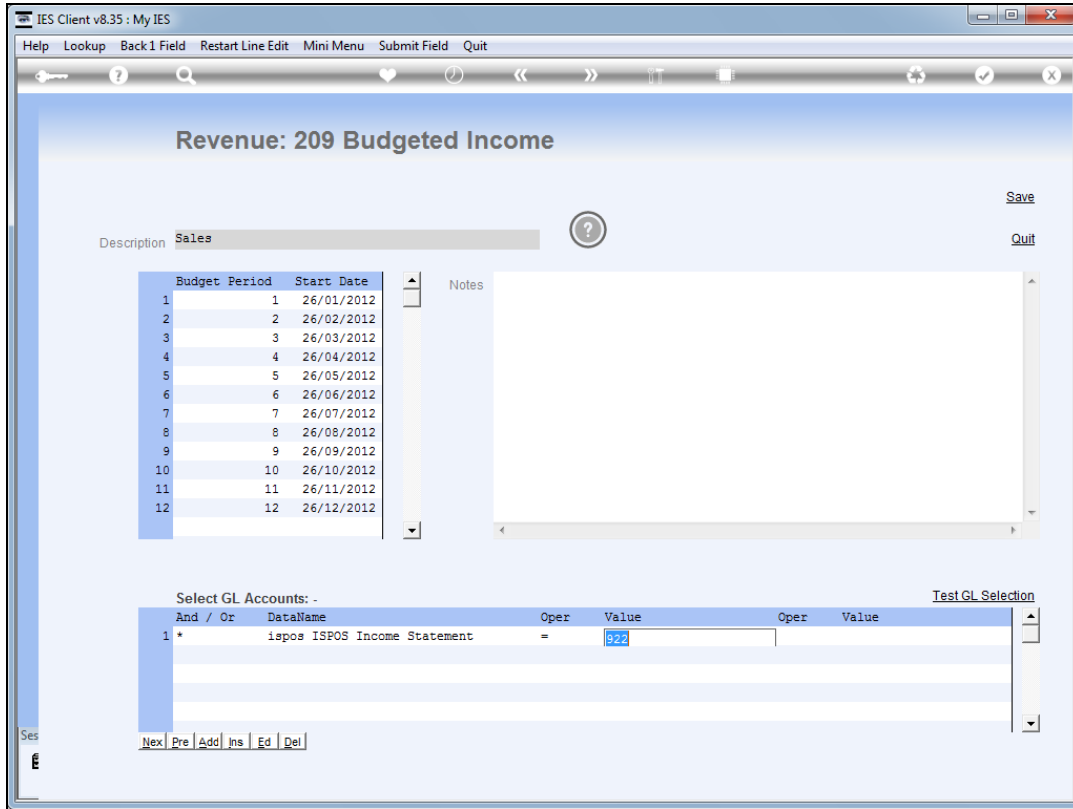 IES Client v8.35 : My IES
Help Lookup Back 1 Field Restart Line Edit Mini Menu Submit Field Quit
Revenue: 209 Budgeted Income
Save
Description Sales ? Quit
Budget Period Start Date Notes
1 1 26/01/2012
2 2 26/02/2012
3 3 26/03/2012
4 4 26/04/2012
5 5 26/05/2012
6 6 26/06/2012
7 7 26/07/2012
8 8 26/08/2012
9 9 26/09/2012
10 10 26/10/2012
11 11 26/11/2012
12 12 26/12/2012
Select GL Accounts: - Test GL Selection
And / Or DataName Oper Value Oper Value
1 * ispos ISPOS Income Statement = 922
Ses
Nex Pre Add Ins Ed Del